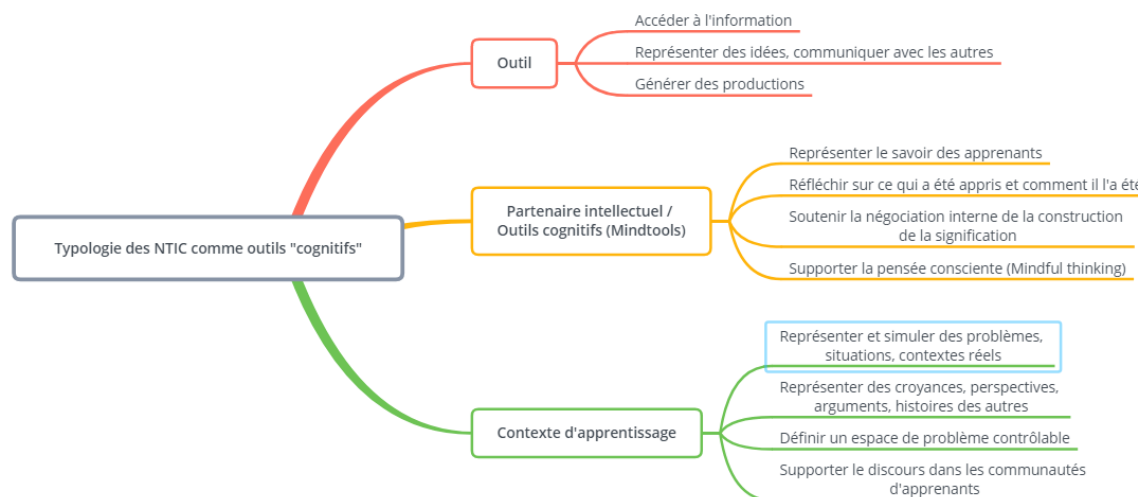 Accéder à l'information
Représenter des idées, communiquer avec les autres
Générer des productions
Outil
Typologie des NTIC comme outils "cognitifs"
Partenaire intellectuel /
Outils cognitifs (Mindtools)
Représenter le savoir des apprenants
Réfléchir sur ce qui a été appris et comment il l'a été
Soutenir la négociation interne de la construction
de la signification
Supporter la pensée consciente (Mindful thinking)
Contexte d'apprentissage
Représenter et simuler des problèmes,
situations, contextes réels
Représenter des croyances, perspectives,
arguments, histoires des autres
Définir un espace de problème contrôlable
Supporter le discours dans les communautés
d'apprenants